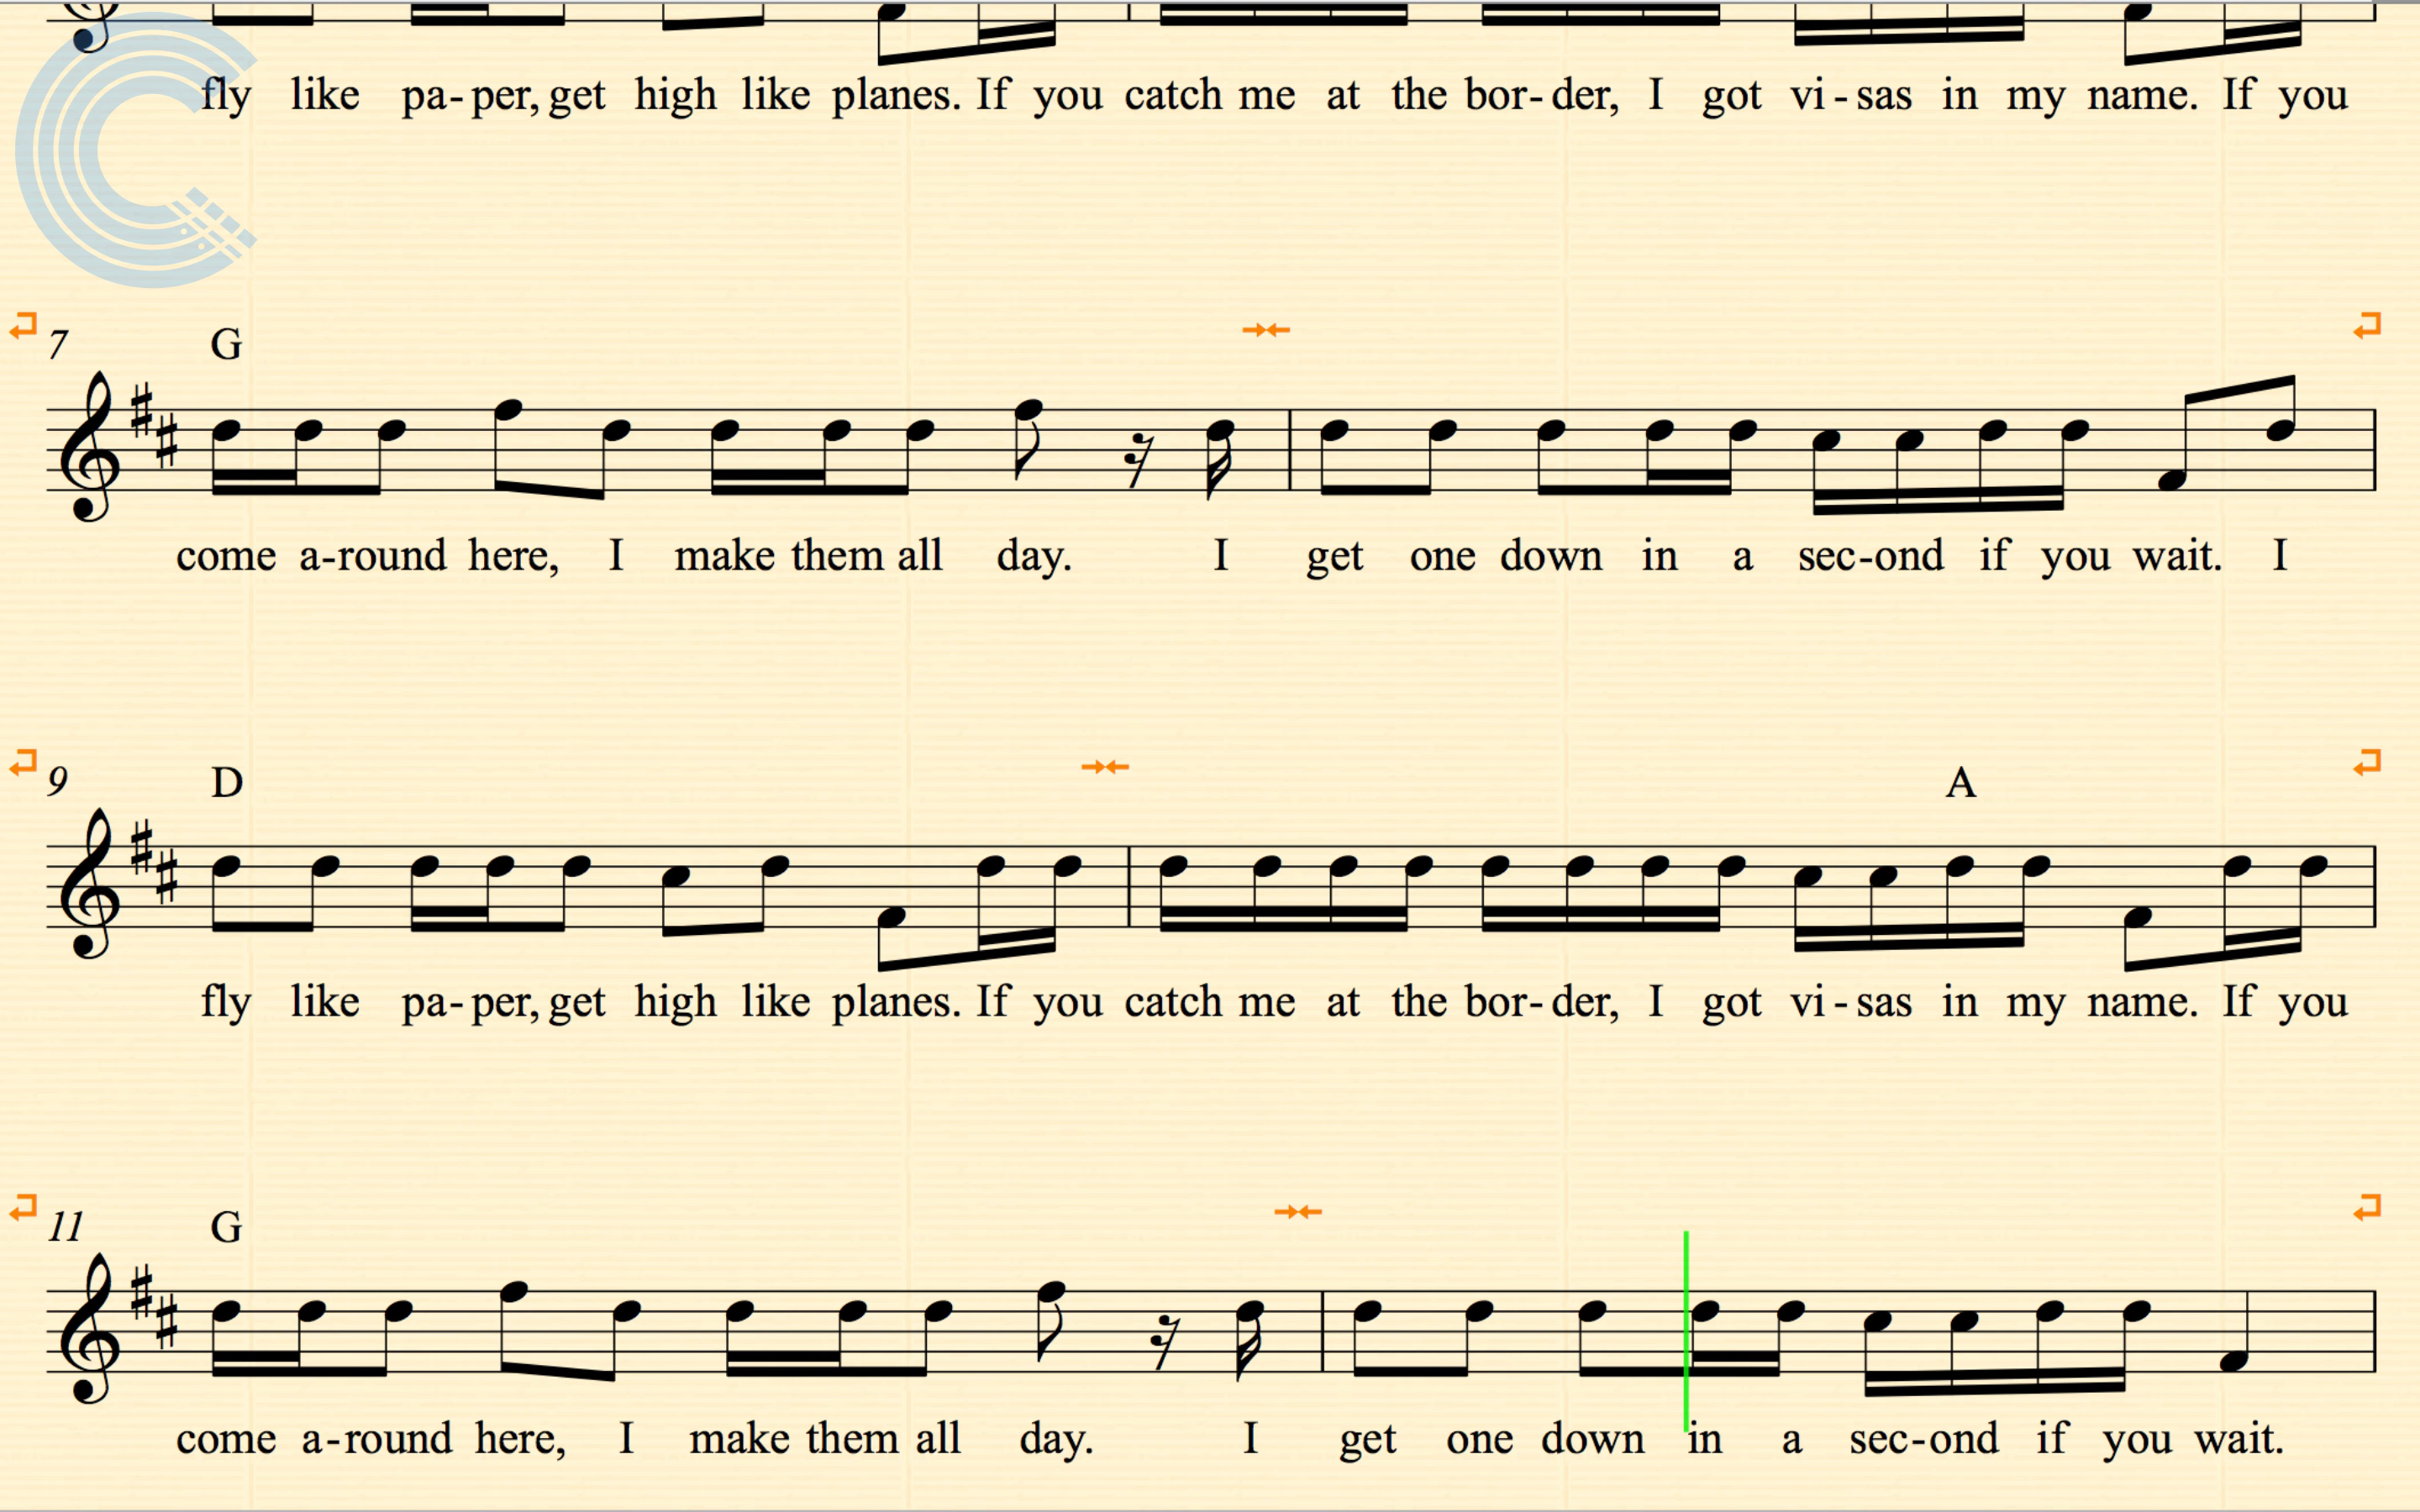 fly like pa-per, get high like planes. If you catch me at the bor-der, I got vi-sas in my name. If you
7 G
come a-round here, I make them all day. I get one down in a sec-ond if you wait. I
9 D A
fly like pa-per, get high like planes. If you catch me at the bor-der, I got vi-sas in my name. If you
11 G
come a-round here, I make them all day. I get one down in a sec-ond if you wait.